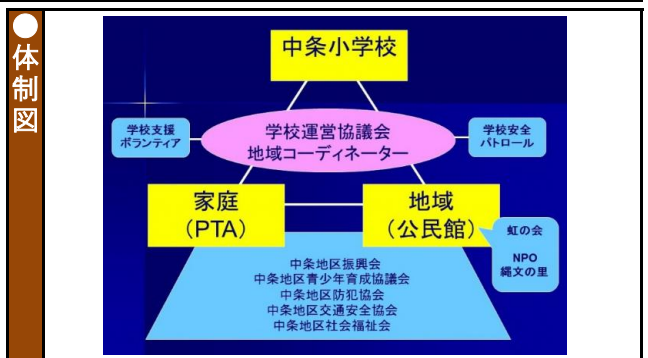 ●体制図
中条小学校
学校支援
ボランティア
学校運営協議会
地域コーディネーター
学校安全
パトロール
家庭
（PTA）
地域
（公民館）
虹の会
NPO
縄文の里
中条地区振興会
中条地区青少年育成協議会
中条地区防犯協会
中条地区交通安全協会
中条地区社会福祉会